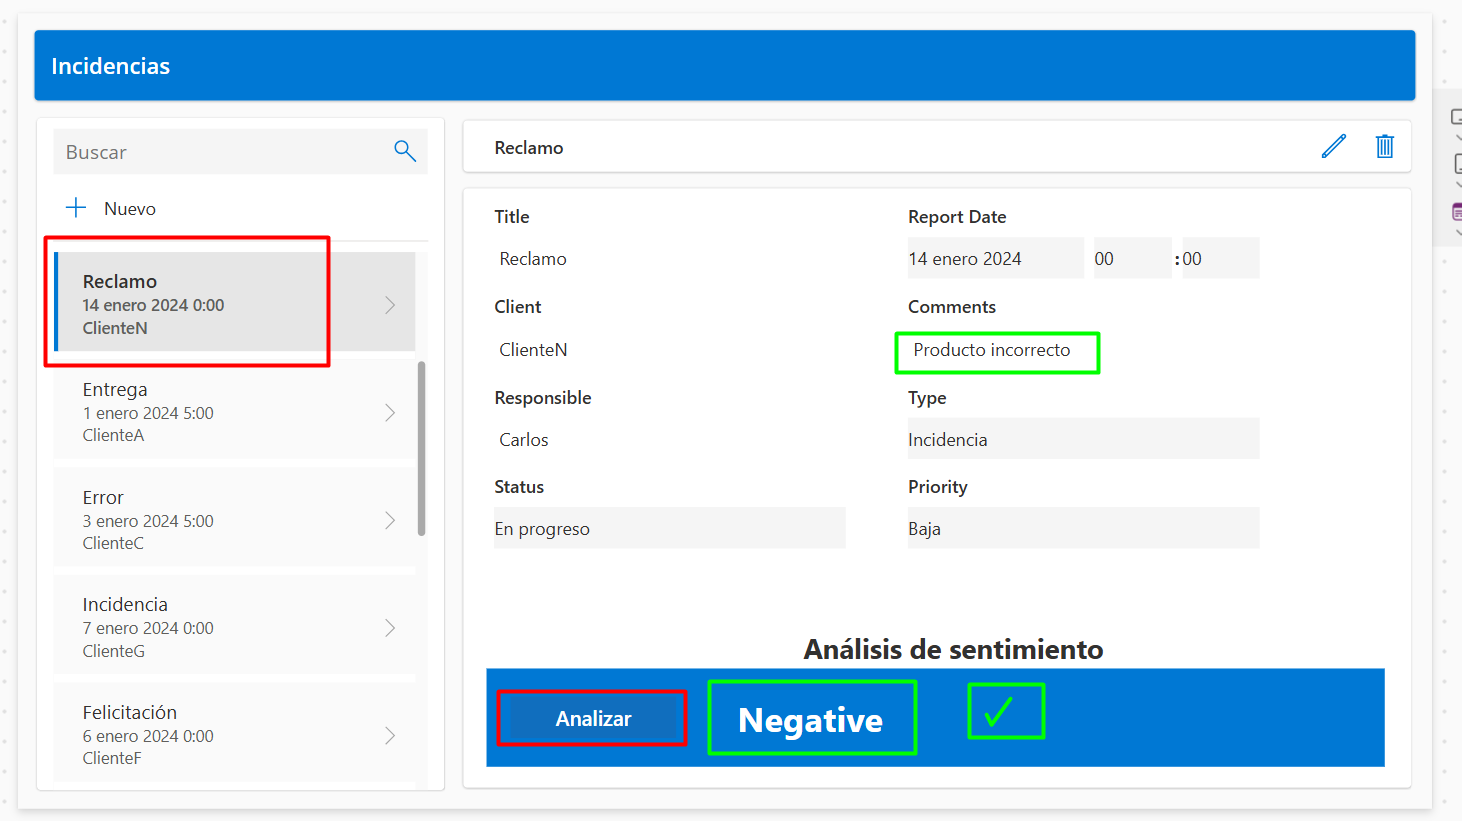 Incidencias
Buscar
Nuevo
Reclamo
14 enero 2024 0:00
ClienteN
Entrega
1 enero 2024 5:00
ClienteA
Error
3 enero 2024 5:00
ClienteC
Incidencia
7 enero 2024 0:00
ClienteG
Felicitación
6 enero 2024 0:00
ClienteF
Reclamo
Title
Reclamo
Report Date
14 enero 2024 00 :00
Client
ClienteN
Comments
Producto incorrecto
Responsible
Carlos
Type
Incidencia
Status
En progreso
Priority
Baja
Análisis de sentimiento
Analizar
Negative